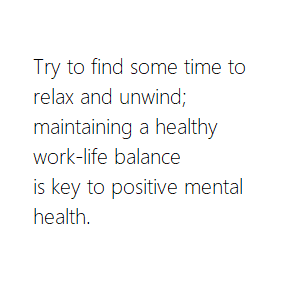 Try to find some time to
relax and unwind;
maintaining a healthy
work-life balance
is key to positive mental
health.